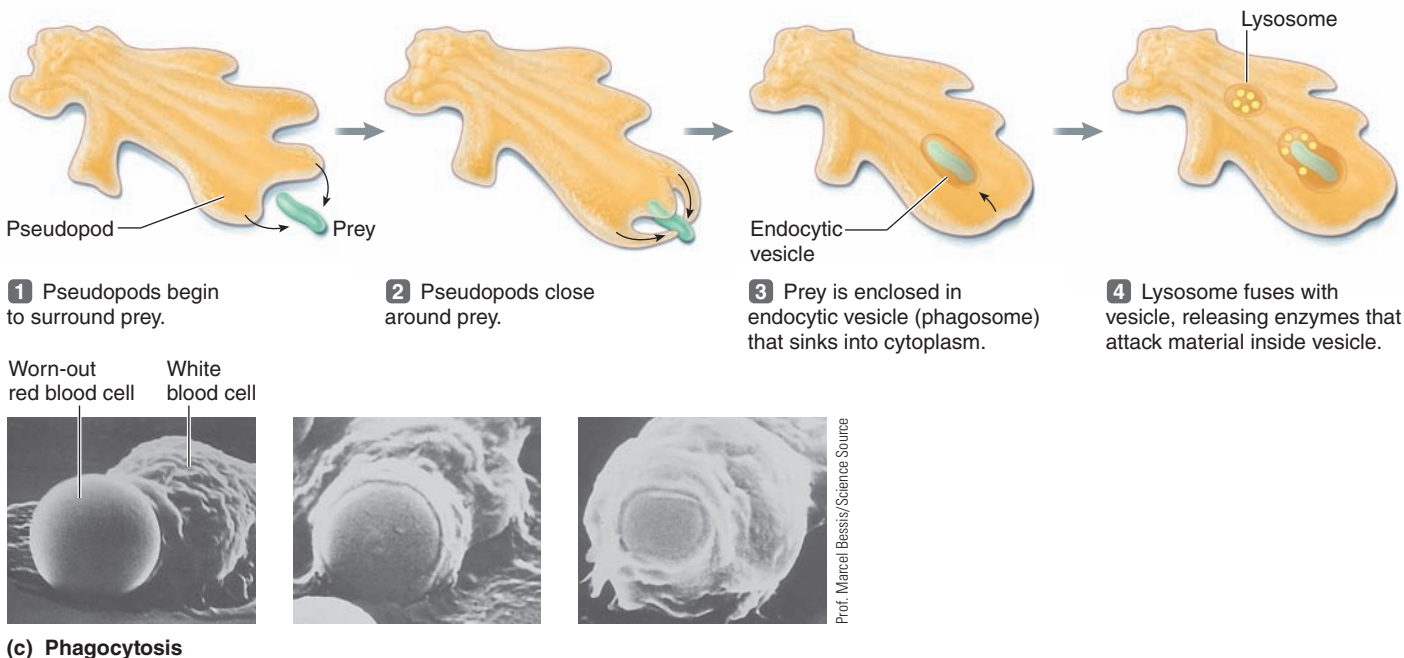 Lysosome
Pseudopod
Prey
Endocytic
vesicle
1 Pseudopods begin
to surround prey.
2 Pseudopods close
around prey.
3 Prey is enclosed in
endocytic vesicle (phagosome)
that sinks into cytoplasm.
4 Lysosome fuses with
vesicle, releasing enzymes that
attack material inside vesicle.
Worn-out
red blood cell
White
blood cell
Prof. Marcel Bessis/Science Source
(c) Phagocytosis